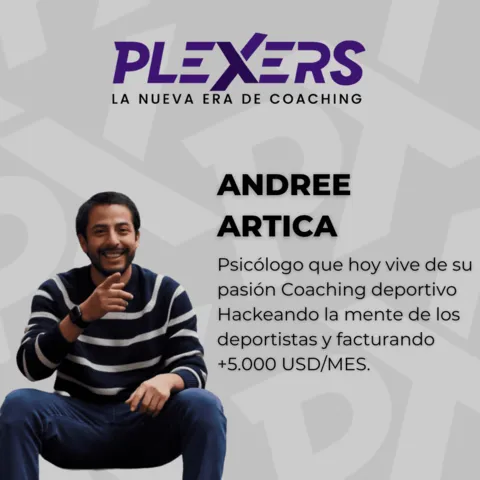 PLEXERS
LA NUEVA ERA DE COACHING
ANDREE
ARTICA
Psicólogo que hoy vive de su
pasión Coaching deportivo
Hackeando la mente de los
deportistas y facturando
+5.000 USD/MES.